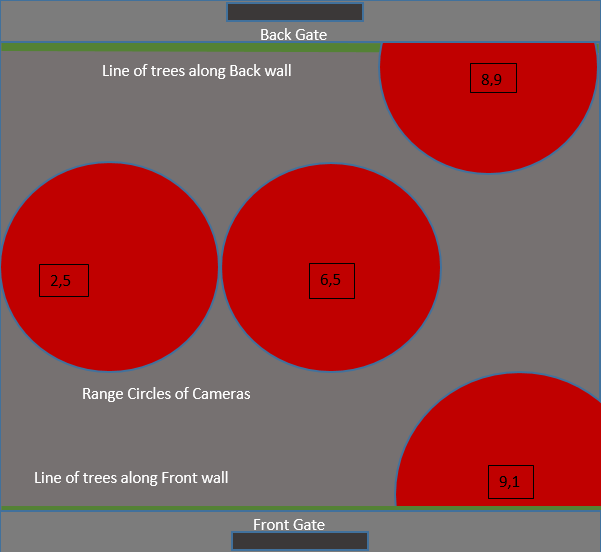 Back Gate
Line of trees along Back wall
8.9
2,5
6,5
Range Circles of Cameras
Line of trees along Front wall
9,1
Front Gate